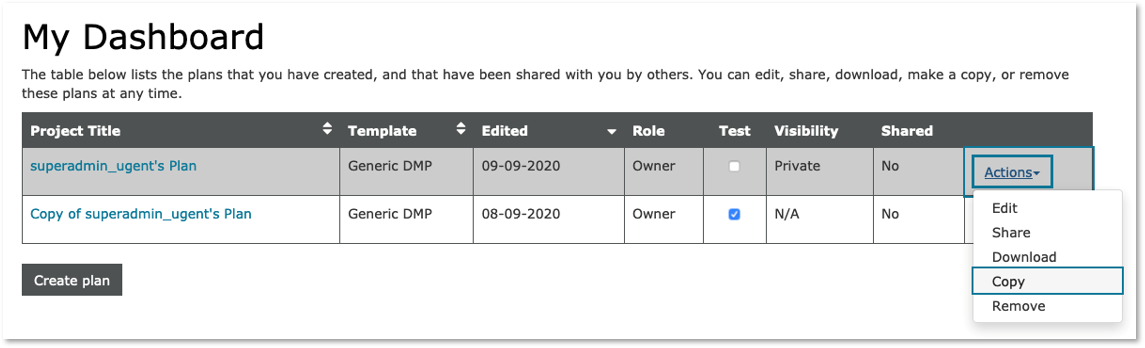 My Dashboard
The table below lists the plans that you have created, and that have been shared with you by others. You can edit, share, download, make a copy, or remove
these plans at any time.
Project Title Template Edited Role Test Visibility Shared
superadmin_ugent's Plan Generic DMP 09-09-2020 Owner Private No Actions
Copy of superadmin_ugent's Plan Generic DMP 08-09-2020 Owner N/A No
Edit
Share
Download
Copy
Remove
Create plan